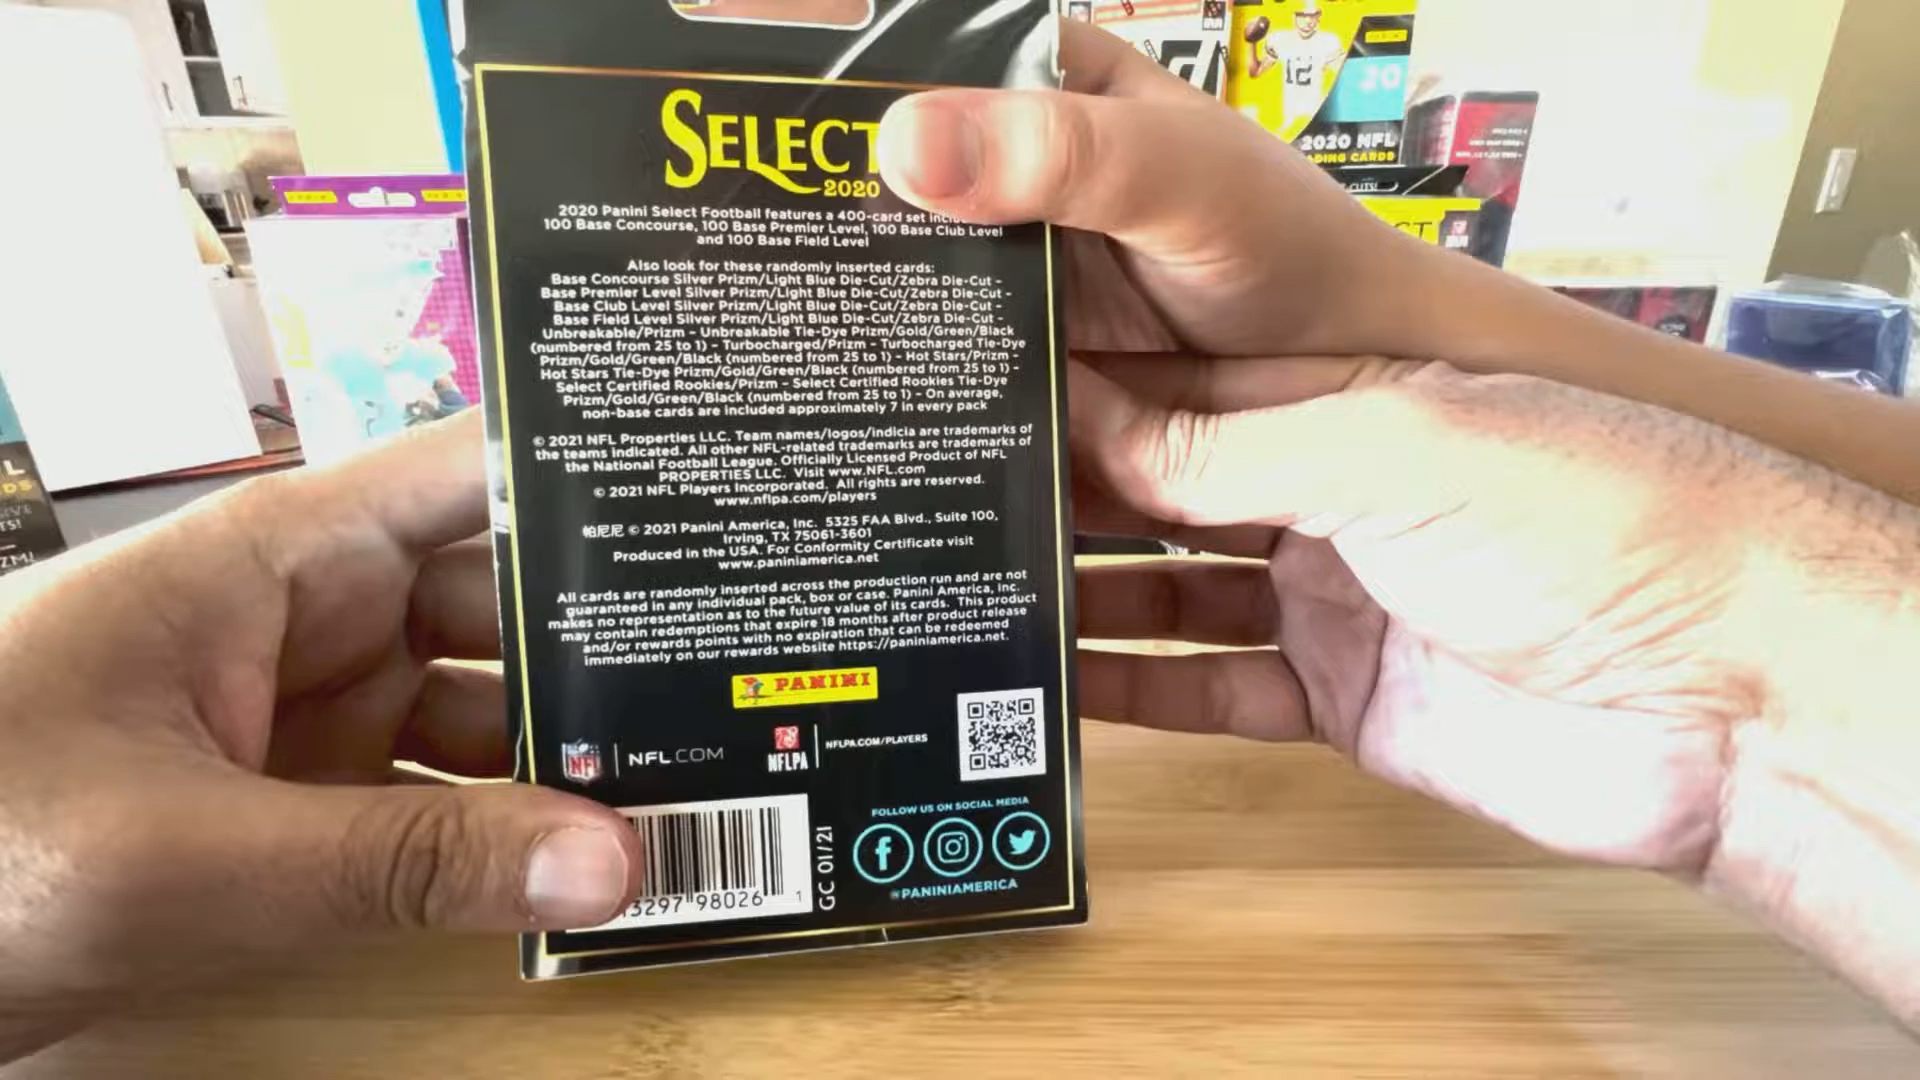 SELECT
2020
2020 Panini Select Football features a 400-card set
100 Base Concourse, 100 Base Premier Level, 100 Base Club Level
and 100 Base Field Level
Also look for these randomly inserted cards:
Base Concourse Silver Prizm/Light Blue Die-Cut/Zebra Die-Cut -
Base Premier Level Silver Prizm/Light Blue Die-Cut/Zebra Die-Cut -
Base Club Level Silver Prizm/Light Blue Die-Cut/Zebra Die-Cut -
Base Field Level Silver Prizm/Light Blue Die-Cut/Zebra Die-Cut -
Unbreakable/Prizm - Unbreakable Tie-Dye Prizm/Gold/Green/Black
(numbered from 25 to 1) - Turbocharged/Prizm - Turbocharged Tie-Dye
Prizm/Gold/Green/Black (numbered from 25 to 1) - Hot Stars/Prizm -
Hot Stars Tie-Dye Prizm/Gold/Green/Black (numbered from 25 to 1) -
Select Certified Rookies/Prizm - Select Certified Rookies Tie-Dye
Prizm/Gold/Green/Black (numbered from 25 to 1) - On average,
non-base cards are included approximately 7 in every pack
© 2021 NFL Properties LLC. Team names/logos/indicia are trademarks of
the teams indicated. All other NFL-related trademarks are trademarks of
the National Football League. Officially Licensed Product of NFL
PROPERTIES LLC. Visit www.NFL.com
© 2021 NFL Players Incorporated. All rights are reserved.
www.nflpa.com/players
帕尼尼 © 2021 Panini America, Inc. 5325 FAA Blvd., Suite 100,
Irving, TX 75061-3601
Produced in the USA. For Conformity Certificate visit
www.paniniamerica.net
All cards are randomly inserted across the production run and are not
guaranteed in any individual pack, box or case. Panini America, Inc.
makes no representation as to the future value of its cards. This product
may contain redemptions that expire 18 months after product release
and/or rewards points with no expiration that can be redeemed
immediately on our rewards website https://paniniamerica.net.
PANINI
NFL
NFL.COM
NFLPA
NFLPA.COM/PLAYERS
FOLLOW US ON SOCIAL MEDIA
@PANINIAMERICA
GC 01/21
13297 98026 1
12
20
2020 NFL